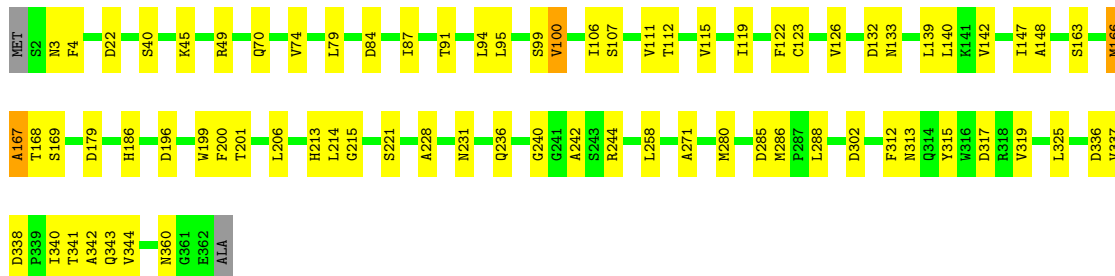 MET S2 N3 F4 D22 S40 K45 R49 Q70 V74 L79 D84 I87 T91 L94 L95 S99 V100 I106 S107 V111 T112 V115 I119 F122 C123 V126 D132 N133 L139 L140 K141 V142 I147 A148 S163 M166
A167 T168 S169 D179 H186 D196 W199 F200 T201 L206 H213 L214 G215 S221 A228 N231 Q236 G240 G241 A242 S243 R244 L258 A271 M280 D285 M286 P287 L288 D302 F312 N313 Q314 Y315 W316 D317 R318 V319 L325 D336
D338 P339 I340 T341 A342 Q343 V344 N360 G361 E362 ALA